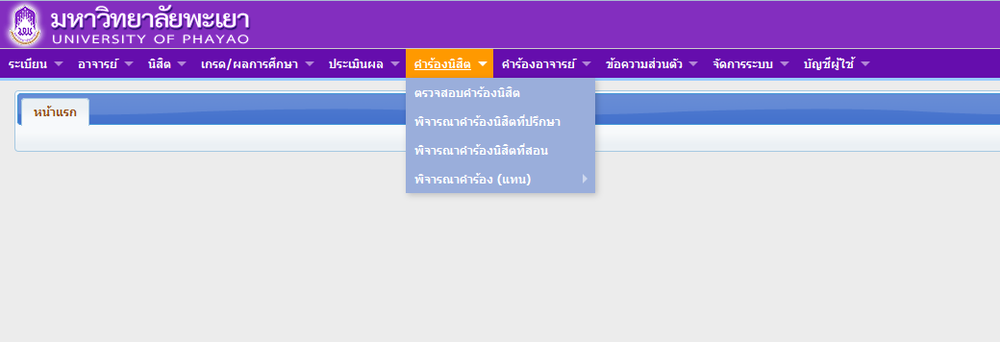 มหาวิทยาลัยพะเยา
UNIVERSITY OF PHAYAO
ระเบียน อาจารย์ นิสิต เกรด/ผลการศึกษา ประเมินผล คำร้องนิสิต คำร้องอาจารย์ ข้อความส่วนตัว จัดการระบบ บัญชีผู้ใช้
ตรวจสอบคำร้องนิสิต
หน้าแรก
พิจารณาคำร้องนิสิตที่ปรึกษา
พิจารณาคำร้องนิสิตที่สอน
พิจารณาคำร้อง (แทน)